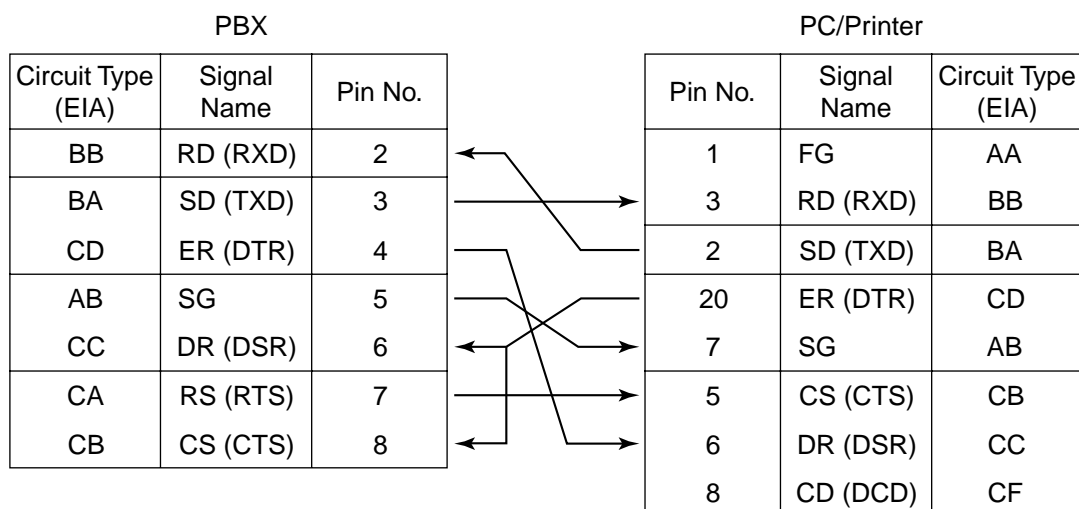 PBX
PC/Printer
Circuit Type (EIA) Signal Name Pin No.
BB RD (RXD) 2
BA SD (TXD) 3
CD ER (DTR) 4
AB SG 5
CC DR (DSR) 6
CA RS (RTS) 7
CB CS (CTS) 8
Pin No. Signal Name Circuit Type (EIA)
1 FG AA
3 RD (RXD) BB
2 SD (TXD) BA
20 ER (DTR) CD
7 SG AB
5 CS (CTS) CB
6 DR (DSR) CC
8 CD (DCD) CF